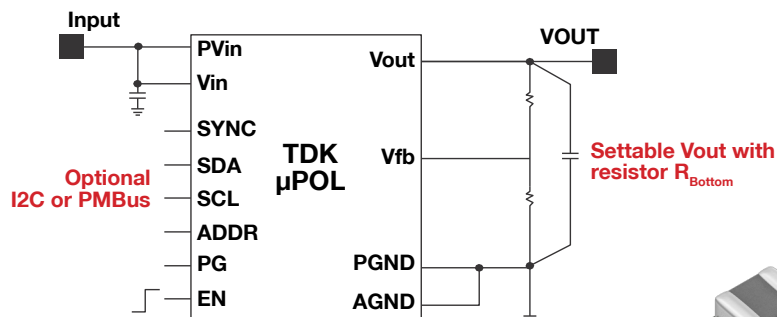 Input
VOUT
PVin
Vout
Vin
SYNC
TDK
µPOL
SDA
Vfb
Settable Vout with
resistor R_Bottom
Optional
I2C or PMBus
SCL
ADDR
PG
PGND
EN
AGND